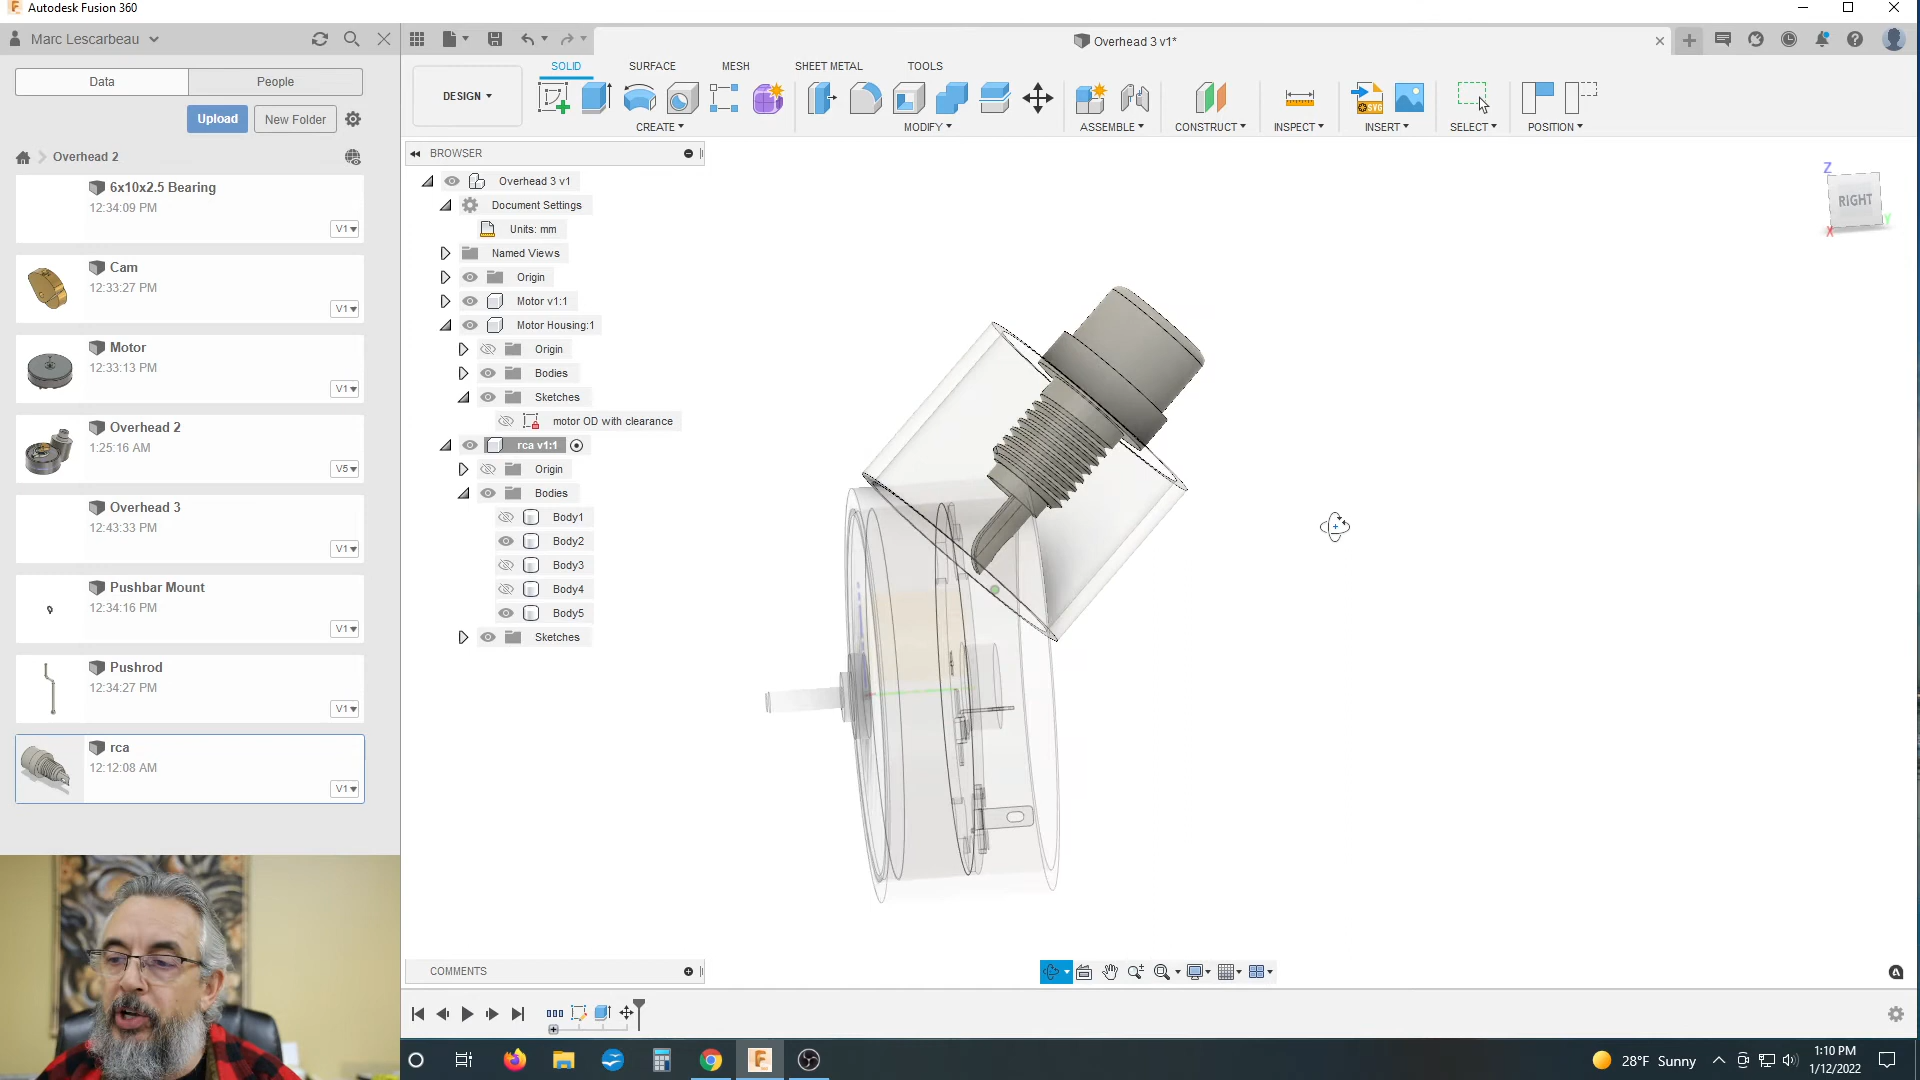 Autodesk Fusion 360
Marc Lescarbeau
Overhead 3 v1*
Data
People
Upload
New Folder
Overhead 2
6x10x2.5 Bearing
12:34:09 PM
V1
Cam
12:33:27 PM
V1
Motor
12:33:13 PM
V1
Overhead 2
1:25:16 AM
V5
Overhead 3
12:43:33 PM
V1
Pushbar Mount
12:34:16 PM
V1
Pushrod
12:34:27 PM
V1
rca
12:12:08 AM
V1
SOLID
SURFACE
MESH
SHEET METAL
TOOLS
DESIGN
CREATE
MODIFY
ASSEMBLE
CONSTRUCT
INSPECT
INSERT
SELECT
POSITION
SVG
BROWSER
Overhead 3 v1
Document Settings
Units: mm
Named Views
Origin
Motor v1:1
Motor Housing:1
Origin
Bodies
Sketches
motor OD with clearance
rca v1:1
Origin
Bodies
Body1
Body2
Body3
Body4
Body5
Sketches
Z
RIGHT
Y
X
COMMENTS
28°F Sunny
1:10 PM
1/12/2022